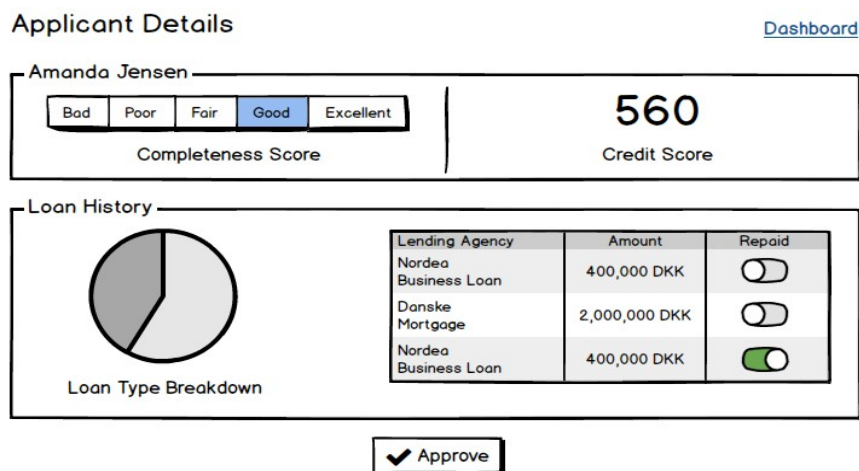 Applicant Details
Dashboard
Amanda Jensen
Bad Poor Fair Good Excellent
Completeness Score
560
Credit Score
Loan History
Loan Type Breakdown
Lending Agency Amount Repaid
Nordea
Business Loan
400,000 DKK
Danske
Mortgage
2,000,000 DKK
Nordea
Business Loan
400,000 DKK
Approve